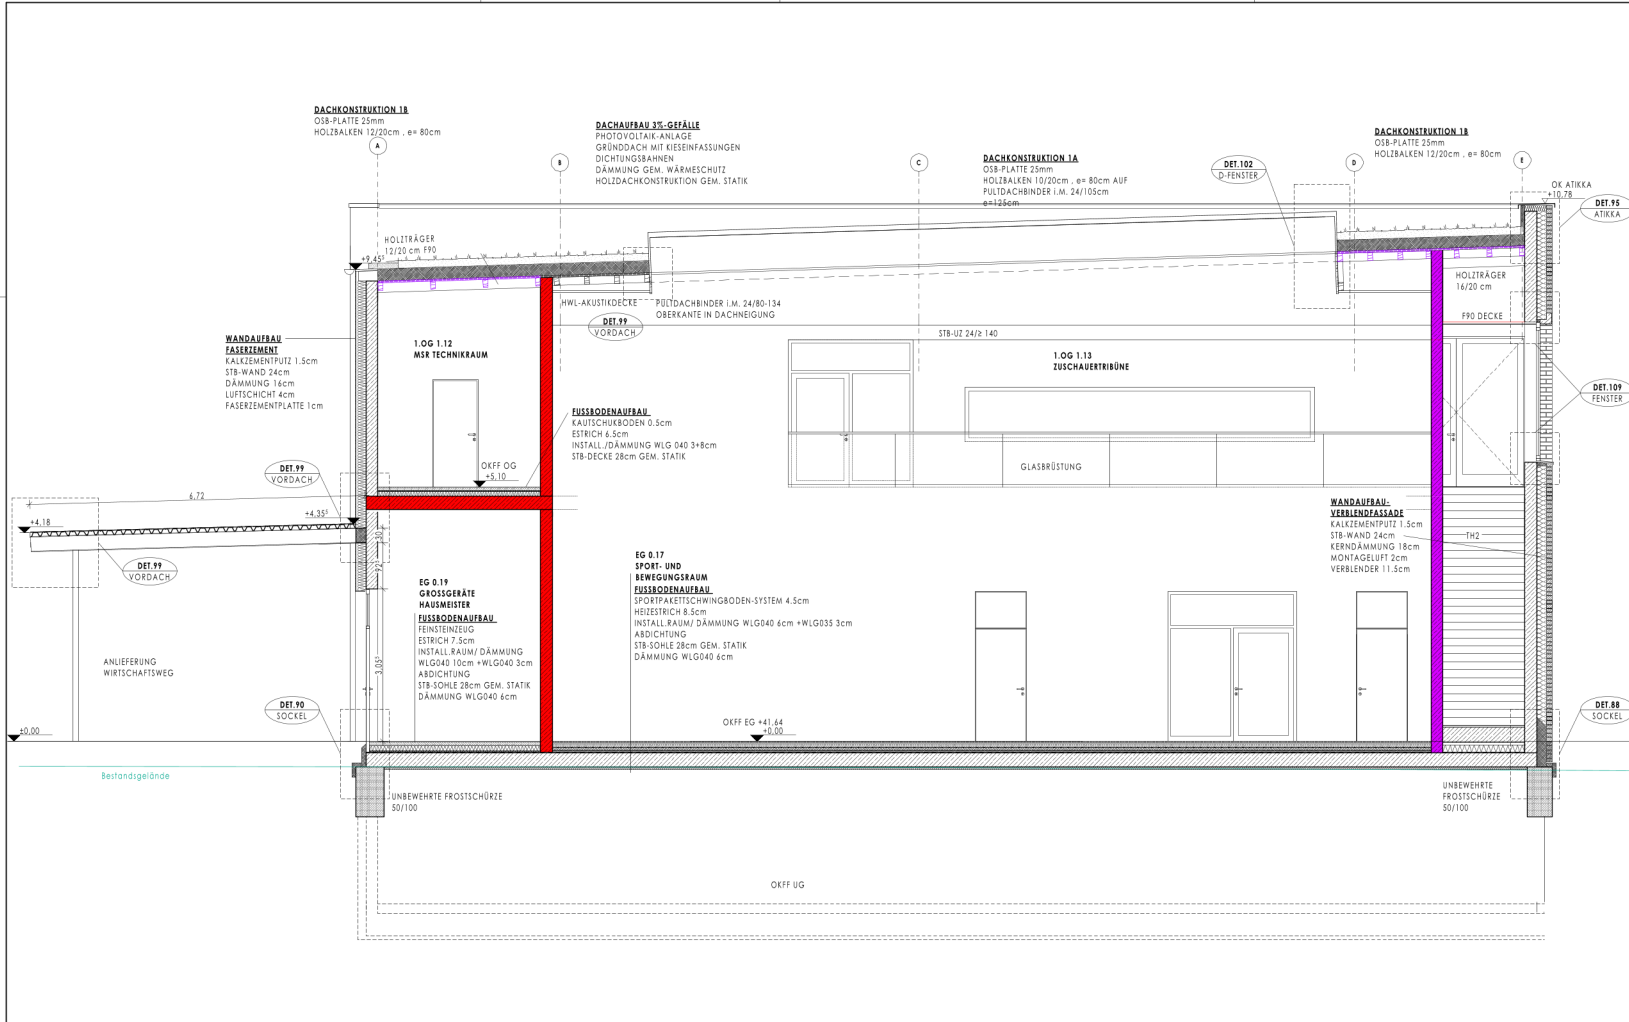 DACHKONSTRUKTION 1B
OSB-PLATTE 25mm
HOLZBALKEN 12/20cm , e= 80cm
A
DACHAUFBAU 3%-GEFÄLLE
PHOTOVOLTAIK-ANLAGE
GRÜNDDACH MIT KIESEINFASSUNGEN
DICHTUNGSBAHNEN
DÄMMUNG GEM. WÄRMESCHUTZ
HOLZDACHKONSTRUKTION GEM. STATIK
B
C
DACHKONSTRUKTION 1A
OSB-PLATTE 25mm
HOLZBALKEN 10/20cm , e= 80cm AUF
PULTDACHBINDER i.M. 24/105cm
e=125cm
DET.102
D-FENSTER
D
DACHKONSTRUKTION 1B
OSB-PLATTE 25mm
HOLZBALKEN 12/20cm , e= 80cm
E
OK ATIKKA
+10.78
DET.95
ATIKKA
HOLZTRÄGER
12/20 cm F90
+9.45⁵
HWL-AKUSTIKDECKE
PULTDACHBINDER i.M. 24/80-134
OBERKANTE IN DACHNEIGUNG
DET.99
VORDACH
HOLZTRÄGER
16/20 cm
F90 DECKE
STB-UZ 24/≥ 140
WANDAUFBAU
FASERZEMENT
KALKZEMENTPUTZ 1.5cm
STB-WAND 24cm
DÄMMUNG 16cm
LUFTSCHICHT 4cm
FASERZEMENTPLATTE 1cm
1.OG 1.12
MSR TECHNIKRAUM
1.OG 1.13
ZUSCHAUERTRIBÜNE
DET.109
FENSTER
FUSSBODENAUFBAU
KAUTSCHUKBODEN 0.5cm
ESTRICH 6.5cm
INSTALL./DÄMMUNG WLG 040 3+8cm
STB-DECKE 28cm GEM. STATIK
OKFF OG
+5.10
GLASBRÜSTUNG
DET.99
VORDACH
6.72
+4.18
+4.35⁵
30
92
DET.99
VORDACH
WANDAUFBAU-
VERBLENDFASSADE
KALKZEMENTPUTZ 1.5cm
STB-WAND 24cm
KERNDÄMMUNG 18cm
MONTAGELUFT 2cm
VERBLENDER 11.5cm
TH2
EG 0.19
GROSSGERÄTE
HAUSMEISTER
FUSSBODENAUFBAU
FEINSTEINZEUG
ESTRICH 7.5cm
INSTALL.RAUM/ DÄMMUNG
WLG040 10cm +WLG040 3cm
ABDICHTUNG
STB-SOHLE 28cm GEM. STATIK
DÄMMUNG WLG040 6cm
EG 0.17
SPORT- UND
BEWEGUNGSRAUM
FUSSBODENAUFBAU
SPORTPAKETTSCHWINGBODEN-SYSTEM 4.5cm
HEIZESTRICH 8.5cm
INSTALL.RAUM/ DÄMMUNG WLG040 6cm +WLG035 3cm
ABDICHTUNG
STB-SOHLE 28cm GEM. STATIK
DÄMMUNG WLG040 6cm
3.05⁵
ANLIEFERUNG
WIRTSCHAFTSWEG
DET.90
SOCKEL
DET.88
SOCKEL
±0.00
OKFF EG +41.64
+0.00
Bestandsgelände
UNBEWEHRTE FROSTSCHÜRZE
50/100
UNBEWEHRTE
FROSTSCHÜRZE
50/100
OKFF UG